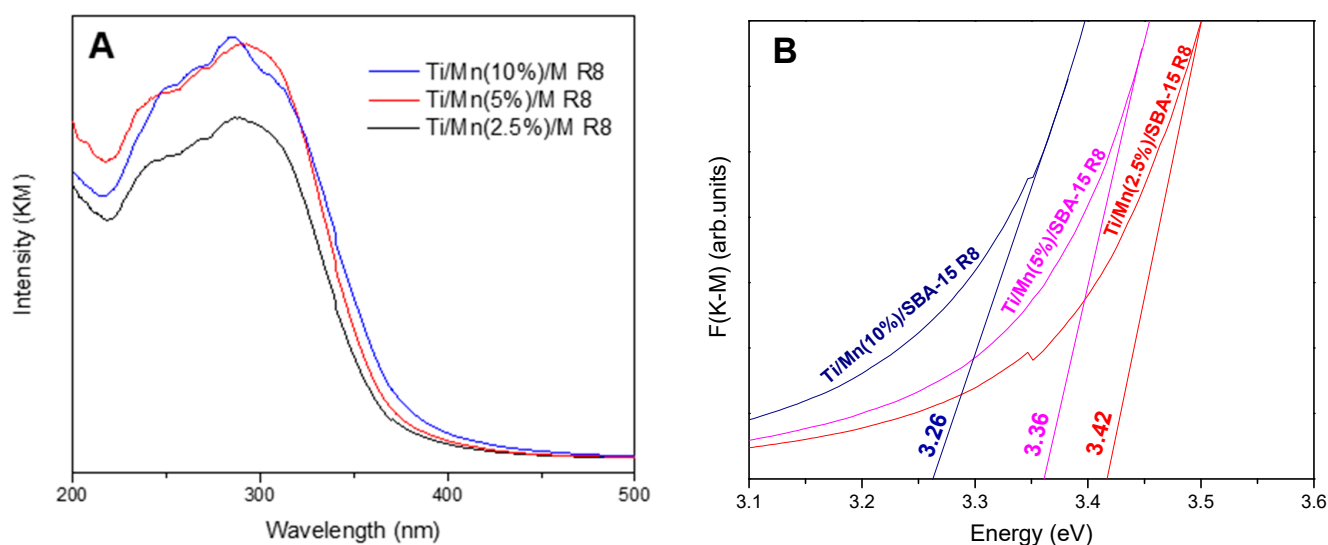 A
Ti/Mn(10%)/M R8
Ti/Mn(5%)/M R8
Ti/Mn(2.5%)/M R8
Intensity (KM)
200
300
400
500
Wavelength (nm)
B
Ti/Mn(10%)/SBA-15 R8
Ti/Mn(5%)/SBA-15 R8
Ti/Mn(2.5%)/SBA-15 R8
3.26
3.36
3.42
F(K-M) (arb.units)
3.1
3.2
3.3
3.4
3.5
3.6
Energy (eV)